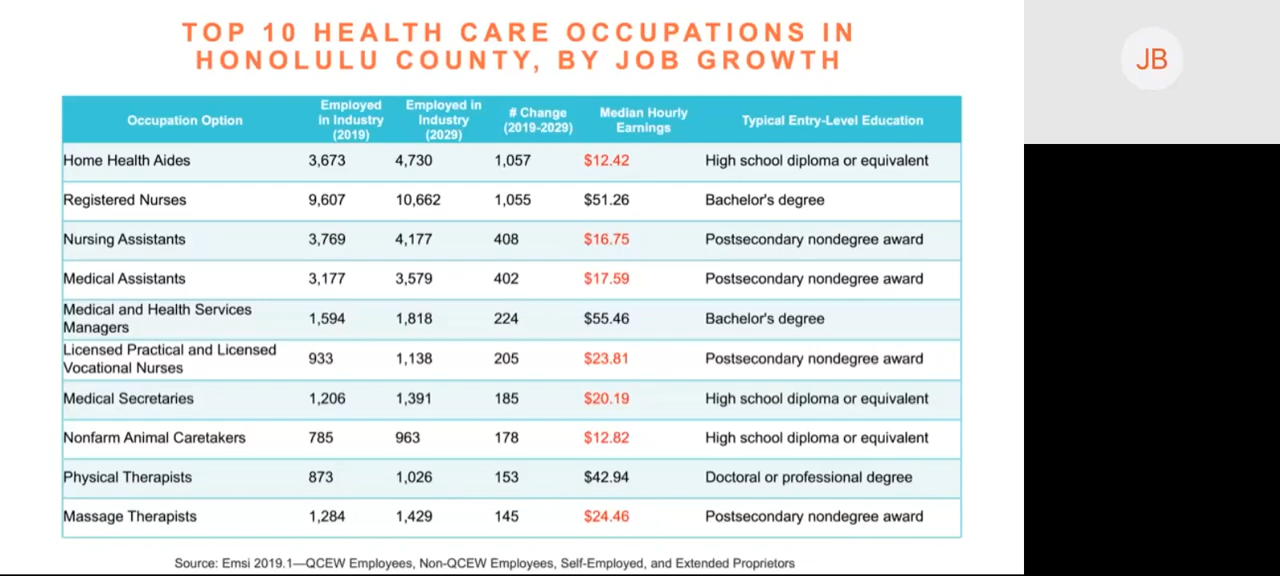 TOP 10 HEALTH CARE OCCUPATIONS IN
HONOLULU COUNTY, BY JOB GROWTH
JB
Occupation Option Employed in Industry (2019) Employed in Industry (2029) # Change (2019-2029) Median Hourly Earnings Typical Entry-Level Education
Home Health Aides 3,673 4,730 1,057 $12.42 High school diploma or equivalent
Registered Nurses 9,607 10,662 1,055 $51.26 Bachelor's degree
Nursing Assistants 3,769 4,177 408 $16.75 Postsecondary nondegree award
Medical Assistants 3,177 3,579 402 $17.59 Postsecondary nondegree award
Medical and Health Services Managers 1,594 1,818 224 $55.46 Bachelor's degree
Licensed Practical and Licensed Vocational Nurses 933 1,138 205 $23.81 Postsecondary nondegree award
Medical Secretaries 1,206 1,391 185 $20.19 High school diploma or equivalent
Nonfarm Animal Caretakers 785 963 178 $12.82 High school diploma or equivalent
Physical Therapists 873 1,026 153 $42.94 Doctoral or professional degree
Massage Therapists 1,284 1,429 145 $24.46 Postsecondary nondegree award
Source: Emsi 2019.1—QCEW Employees, Non-QCEW Employees, Self-Employed, and Extended Proprietors